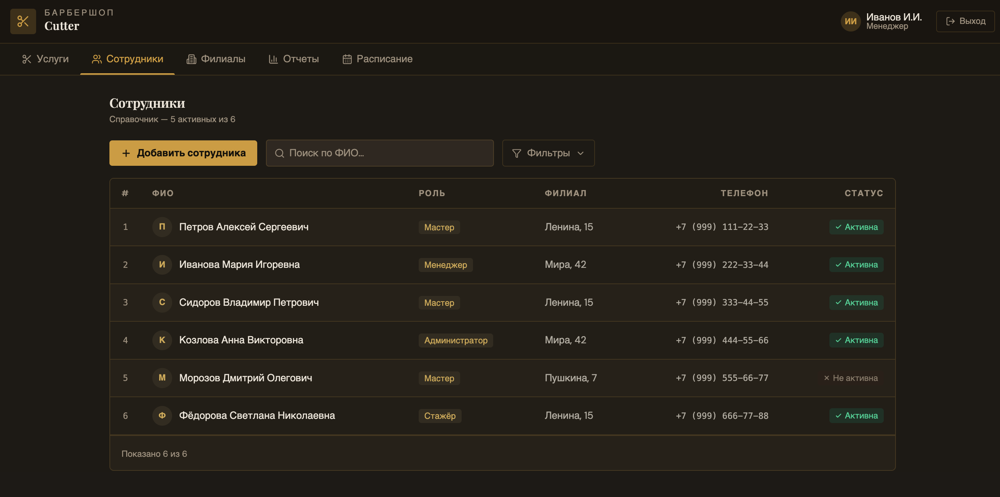 БАРБЕРШОП
Cutter
ИИ
Иванов И.И.
Менеджер
Выход
Услуги Сотрудники Филиалы Отчеты Расписание
Сотрудники
Справочник — 5 активных из 6
+ Добавить сотрудника Поиск по ФИО... Фильтры
# ФИО РОЛЬ ФИЛИАЛ ТЕЛЕФОН СТАТУС
1 П Петров Алексей Сергеевич Мастер Ленина, 15 +7 (999) 111–22–33 ✓ Активна
2 И Иванова Мария Игоревна Менеджер Мира, 42 +7 (999) 222–33–44 ✓ Активна
3 С Сидоров Владимир Петрович Мастер Ленина, 15 +7 (999) 333–44–55 ✓ Активна
4 К Козлова Анна Викторовна Администратор Мира, 42 +7 (999) 444–55–66 ✓ Активна
5 М Морозов Дмитрий Олегович Мастер Пушкина, 7 +7 (999) 555–66–77 × Не активна
6 Ф Фёдорова Светлана Николаевна Стажёр Ленина, 15 +7 (999) 666–77–88 ✓ Активна
Показано 6 из 6